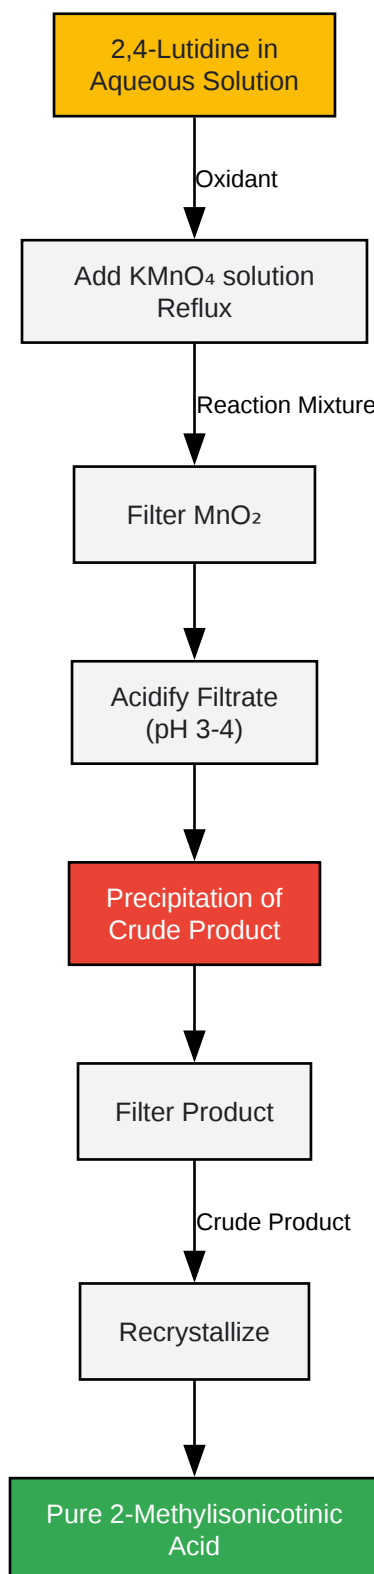 2,4-Lutidine in
Aqueous Solution
Oxidant
Add KMnO₄ solution
Reflux
Reaction Mixture
Filter MnO₂
Acidify Filtrate
(pH 3-4)
Precipitation of
Crude Product
Filter Product
Crude Product
Recrystallize
Pure 2-Methylisonicotinic
Acid